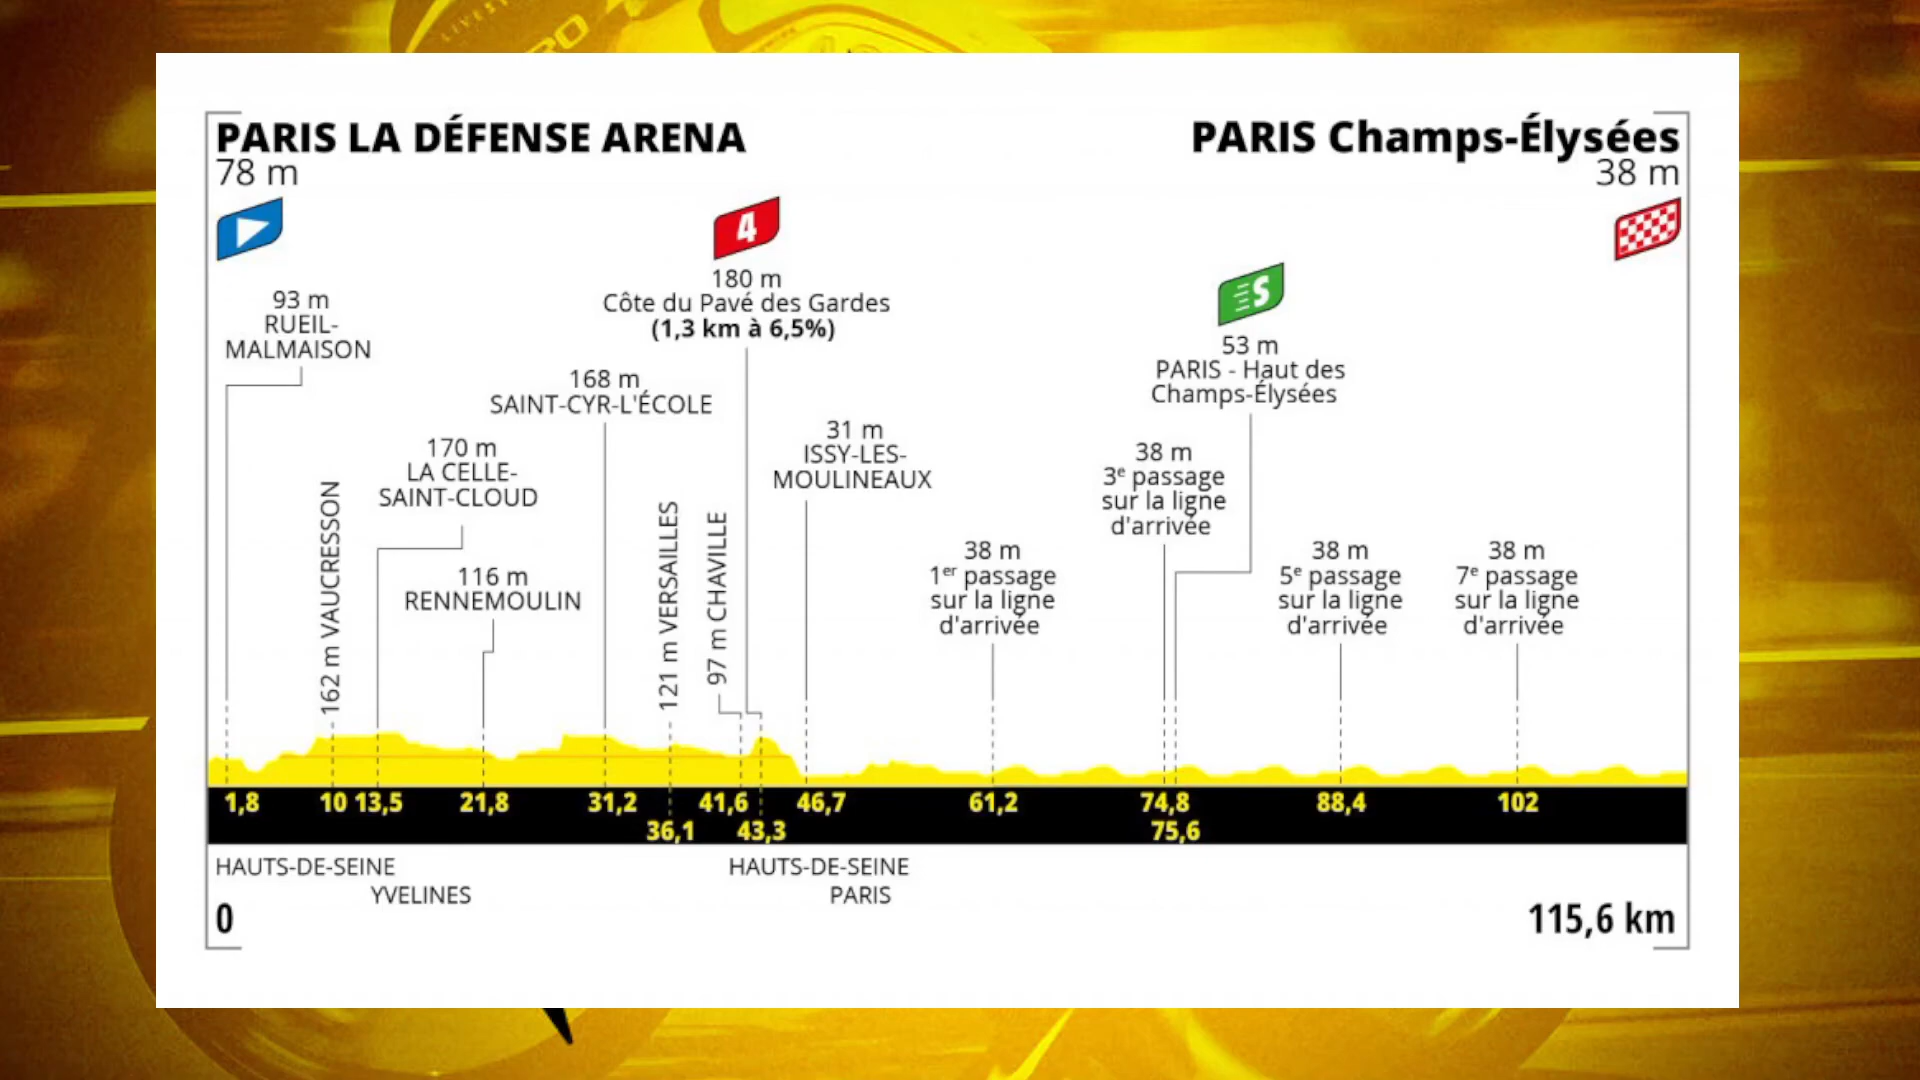 LIVEST
RO
PARIS LA DÉFENSE ARENA
78 m
PARIS Champs-Élysées
38 m
4
180 m
Côte du Pavé des Gardes
(1,3 km à 6,5%)
S
53 m
PARIS - Haut des
Champs-Élysées
93 m
RUEIL-
MALMAISON
168 m
SAINT-CYR-L'ÉCOLE
170 m
LA CELLE-
SAINT-CLOUD
31 m
ISSY-LES-
MOULINEAUX
38 m
3e passage
sur la ligne
d'arrivée
162 m VAUCRESSON
116 m
RENNEMOULIN
121 m VERSAILLES
97 m CHAVILLE
38 m
1er passage
sur la ligne
d'arrivée
38 m
5e passage
sur la ligne
d'arrivée
38 m
7e passage
sur la ligne
d'arrivée
1,8 10 13,5 21,8 31,2 41,6 46,7 61,2 74,8 88,4 102
36,1 43,3 75,6
HAUTS-DE-SEINE HAUTS-DE-SEINE
YVELINES PARIS
0 115,6 km